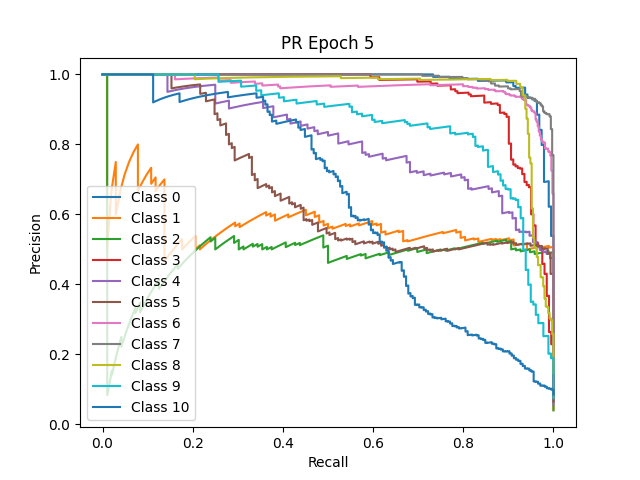 PR Epoch 5
Precision
1.0
0.8
0.6
0.4
0.2
0.0
Class 0
Class 1
Class 2
Class 3
Class 4
Class 5
Class 6
Class 7
Class 8
Class 9
Class 10
0.0 0.2 0.4 0.6 0.8 1.0
Recall